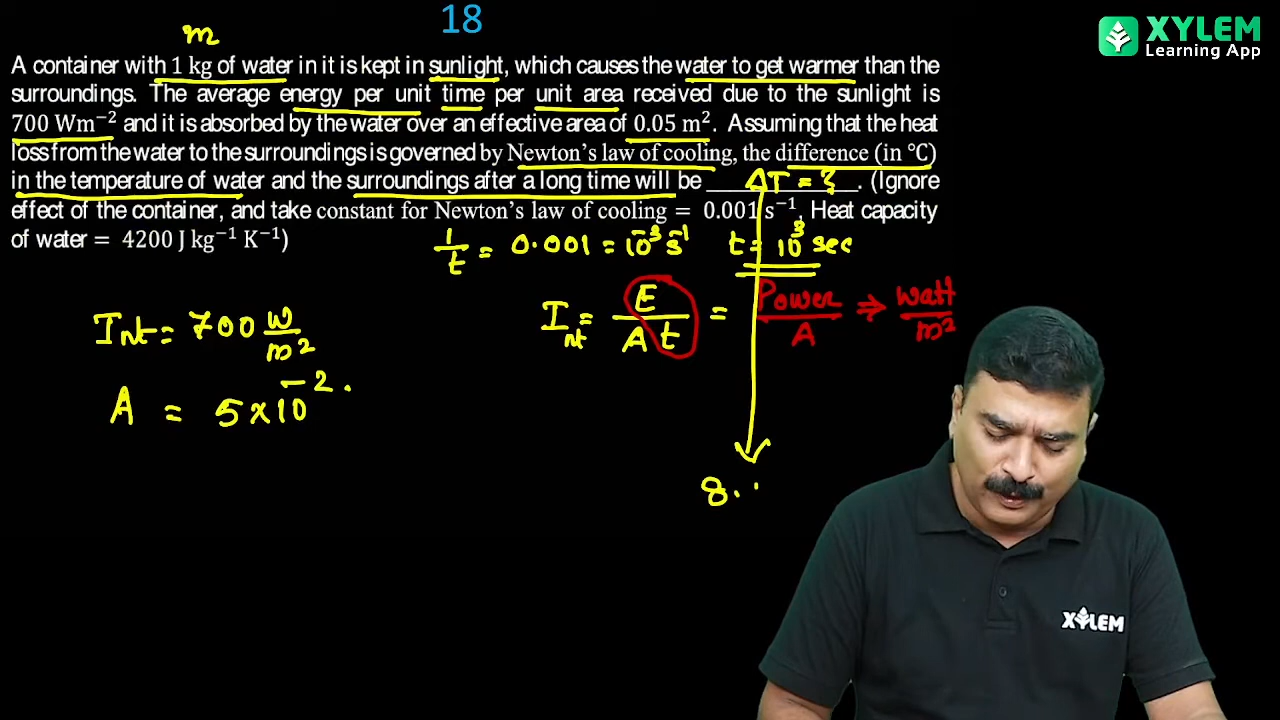 18
XYLEM
Learning App
m
A container with 1 kg of water in it is kept in sunlight, which causes the water to get warmer than the
surroundings. The average energy per unit time per unit area received due to the sunlight is
700 Wm⁻² and it is absorbed by the water over an effective area of 0.05 m². Assuming that the heat
loss from the water to the surroundings is governed by Newton's law of cooling, the difference (in °C)
in the temperature of water and the surroundings after a long time will be ____________. (Ignore
ΔT = ?
effect of the container, and take constant for Newton's law of cooling = 0.001 s⁻¹, Heat capacity
of water = 4200 J kg⁻¹ K⁻¹)
1/t = 0.001 = 10⁻³ s⁻¹ t = 10³ sec
Int = 700 W/m²
Int = E/At = Power/A ⇒ Watt/m²
A = 5×10⁻².
8..
XYLEM